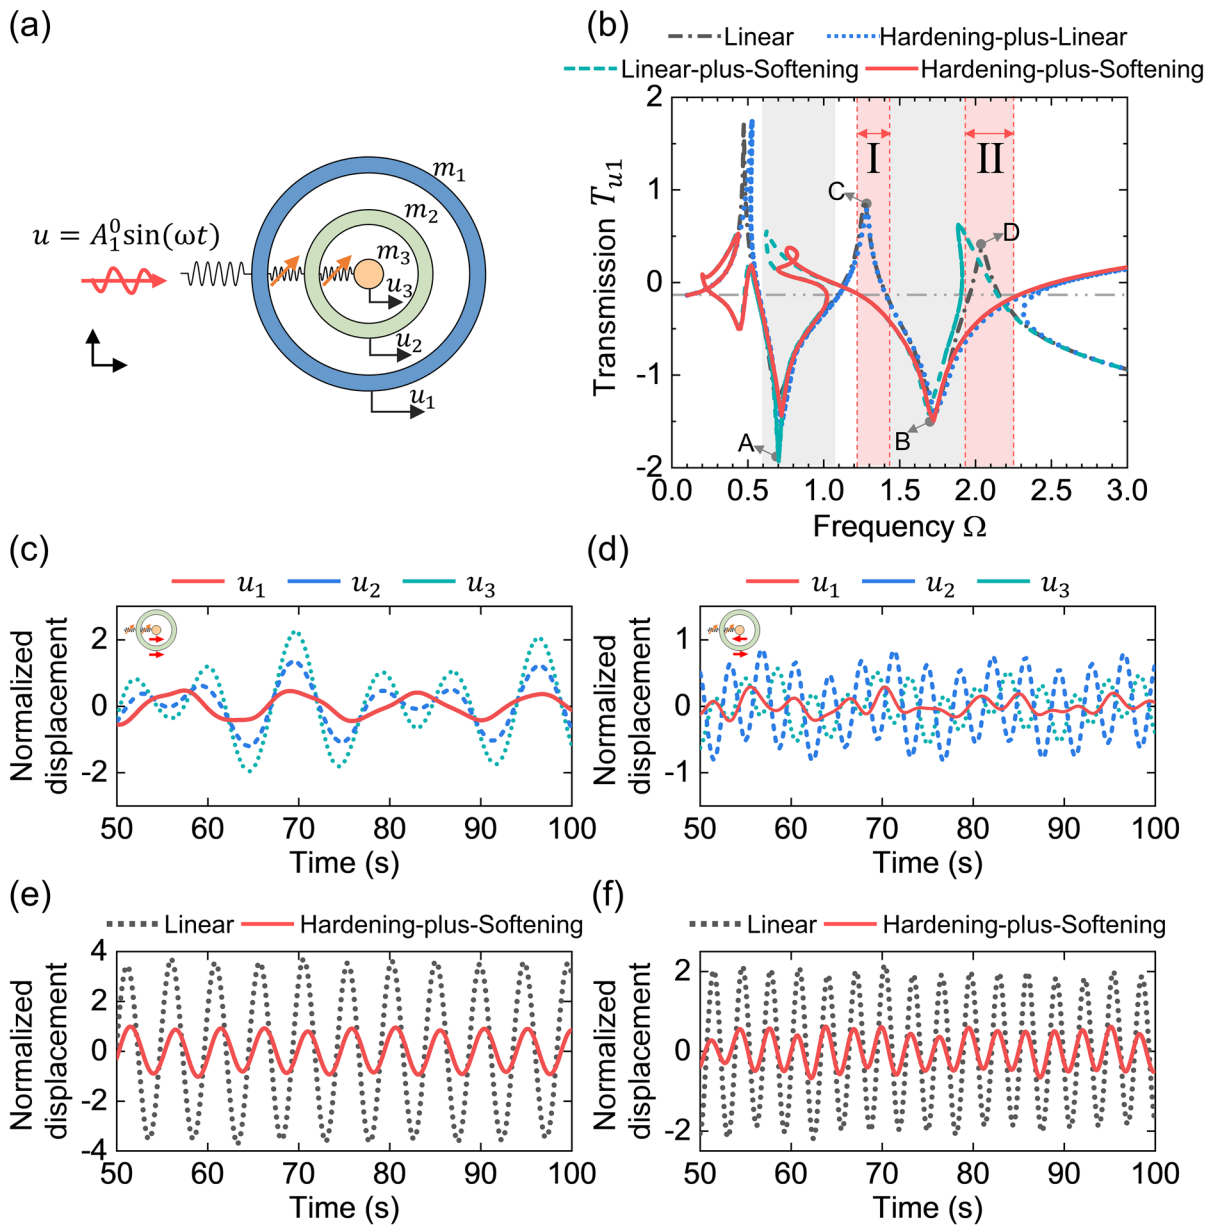 (a)
m₁
m₂
m₃
u = A₁⁰sin(ωt)
u₃
u₂
u₁
(b)
Linear
Hardening-plus-Linear
Linear-plus-Softening
Hardening-plus-Softening
Transmission Tᵤ₁
2
1
0
-1
-2
I
II
C
D
A
B
0.0 0.5 1.0 1.5 2.0 2.5 3.0
Frequency Ω
(c)
u₁ u₂ u₃
Normalized
displacement
2
0
-2
50 60 70 80 90 100
Time (s)
(d)
u₁ u₂ u₃
Normalized
displacement
1
0
-1
50 60 70 80 90 100
Time (s)
(e)
Linear Hardening-plus-Softening
Normalized
displacement
4
2
0
-2
-4
50 60 70 80 90 100
Time (s)
(f)
Linear Hardening-plus-Softening
Normalized
displacement
2
0
-2
50 60 70 80 90 100
Time (s)